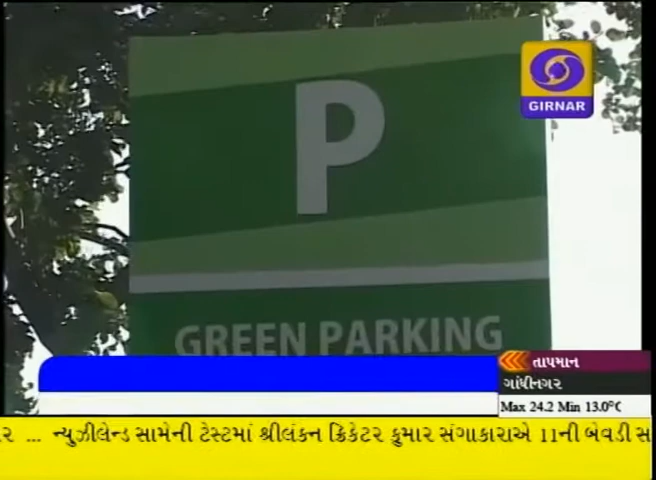 P
GIRNAR
GREEN PARKING
તાપમાન
ગાંધીનગર
Max 24.2 Min 13.0°C
... ન્યુઝીલેન્ડ સામેની ટેસ્ટમાં શ્રીલંકન ક્રિકેટર કુમાર સંગાકારાએ 11ની બેવડી